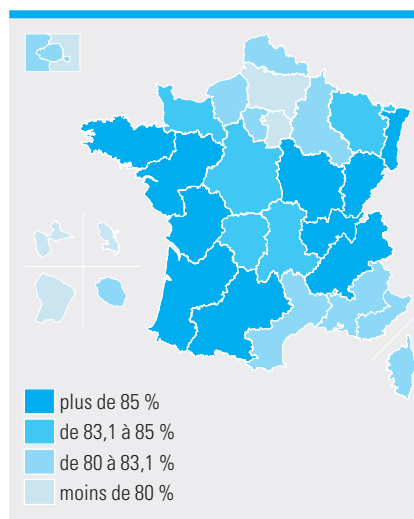 plus de 85 %
de 83,1 à 85 %
de 80 à 83,1 %
moins de 80 %